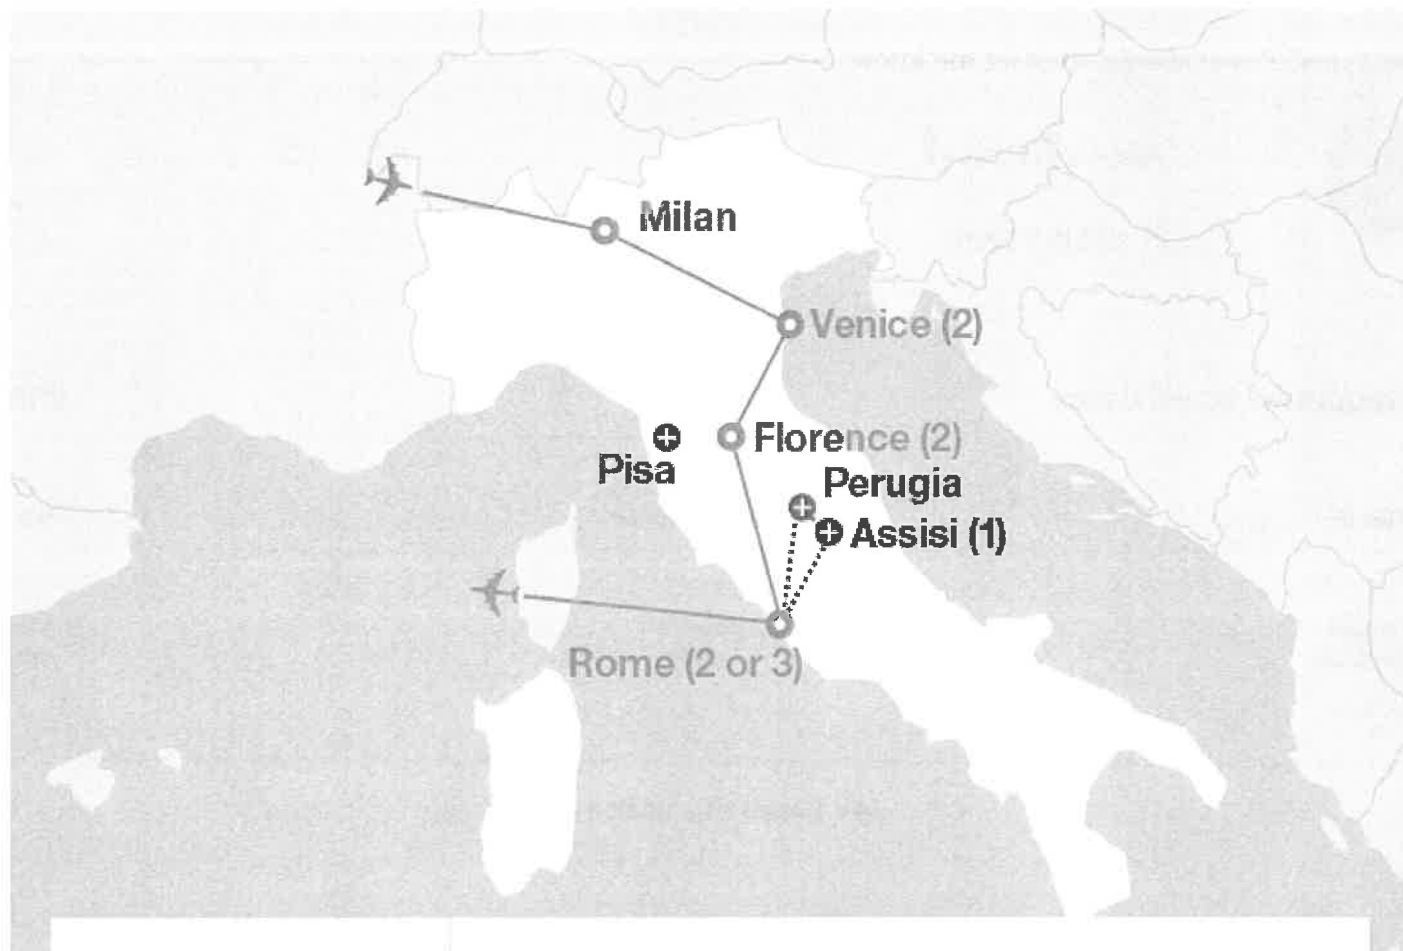 Milan
Venice (2)
Florence (2)
Pisa
Perugia
Assisi (1)
Rome (2 or 3)